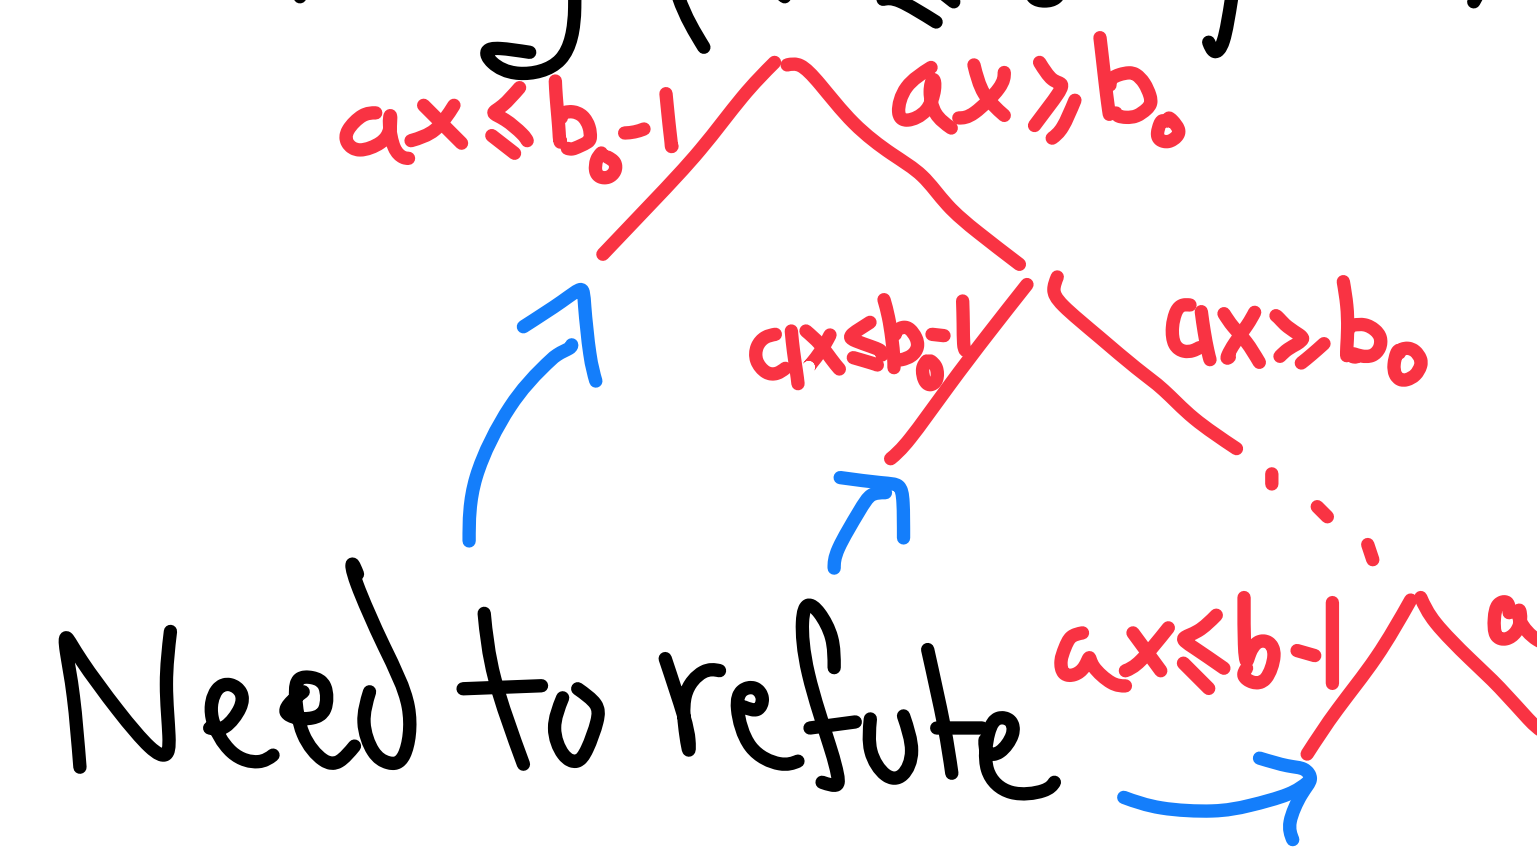 ax ≤ b₀-1
ax ≥ b₀
ax ≤ b₀-1
ax ≥ b₀
ax ≤ b-1
a
Need to refute